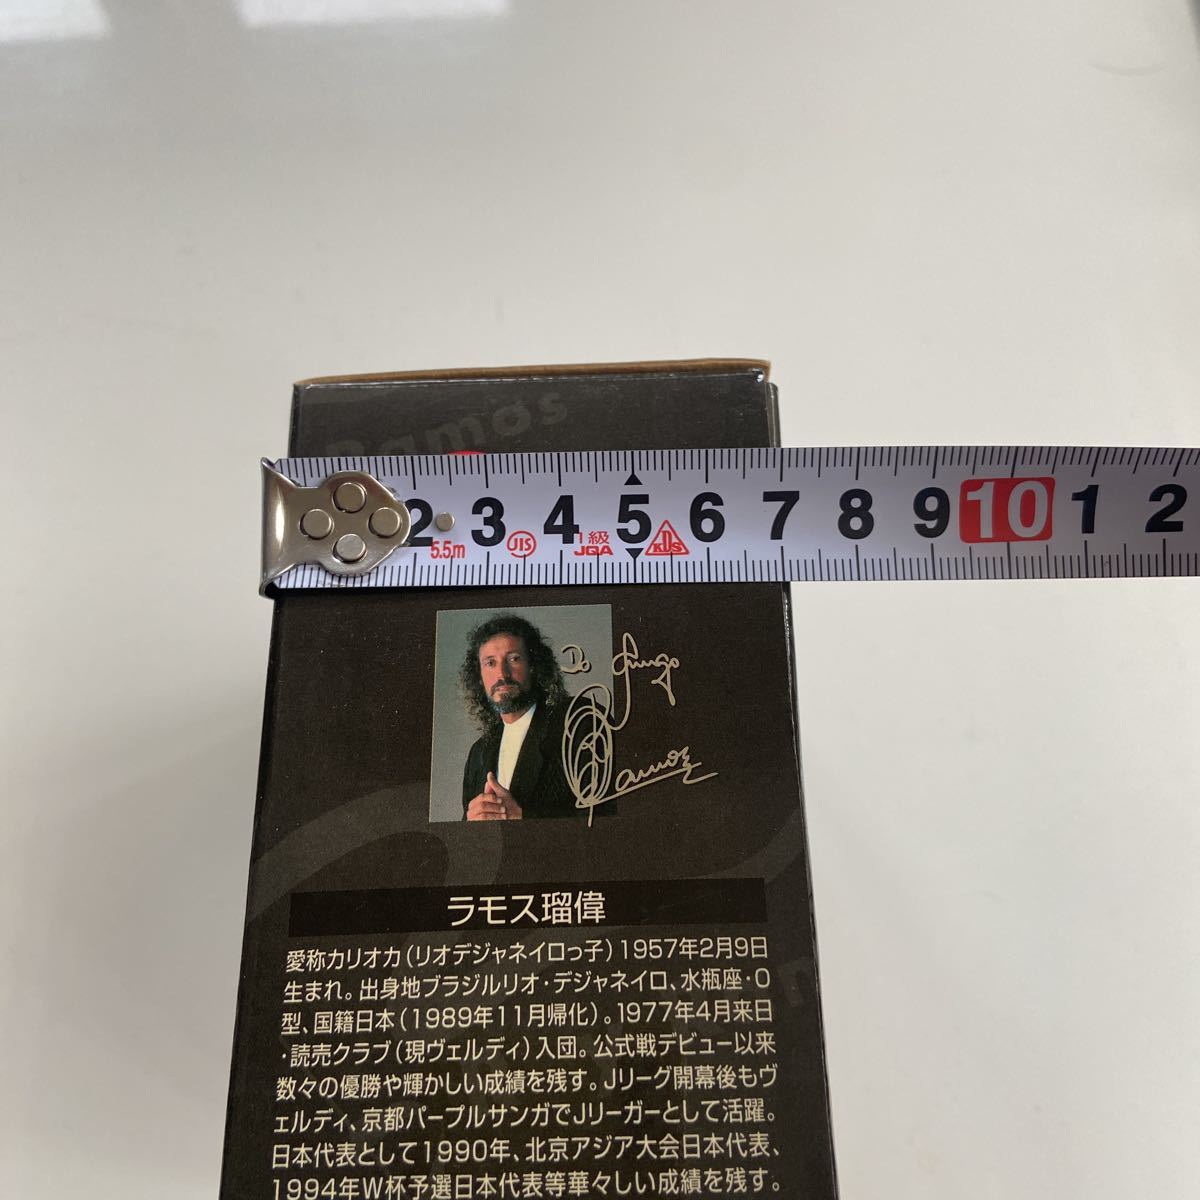 Ramos
2 3 4 5 6 7 8 9 10 1 2
5.5m JIS 1級 JQA KDS
Ramoz
ラモス瑠偉
愛称カリオカ(リオデジャネイロっ子)1957年2月9日
生まれ。出身地ブラジルリオ・デジャネイロ、水瓶座・O
型、国籍日本(1989年11月帰化)。1977年4月来日
・読売クラブ(現ヴェルディ)入団。公式戦デビュー以来
数々の優勝や輝かしい成績を残す。Jリーグ開幕後もヴ
ェルディ、京都パープルサンガでJリーガーとして活躍。
日本代表として1990年、北京アジア大会日本代表、
1994年W杯予選日本代表等華々しい成績を残す。